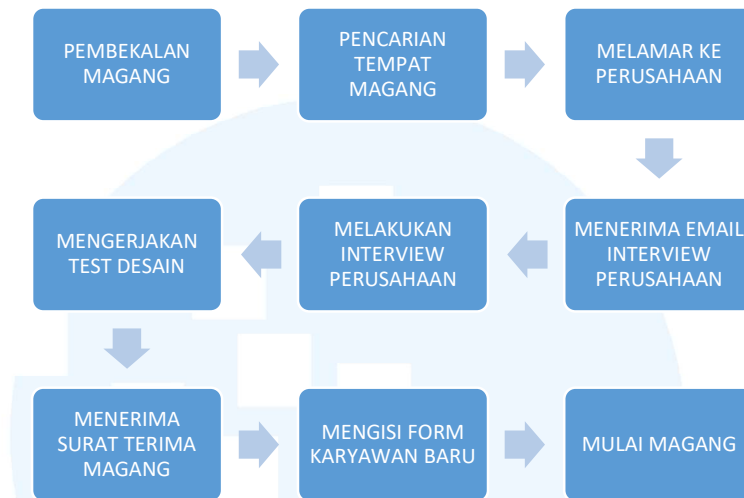 PEMBEKALAN
MAGANG
PENCARIAN
TEMPAT
MAGANG
MELAMAR KE
PERUSAHAAN
MENERIMA EMAIL
INTERVIEW
PERUSAHAAN
MELAKUKAN
INTERVIEW
PERUSAHAAN
MENGERJAKAN
TEST DESAIN
MENERIMA
SURAT TERIMA
MAGANG
MENGISI FORM
KARYAWAN BARU
MULAI MAGANG